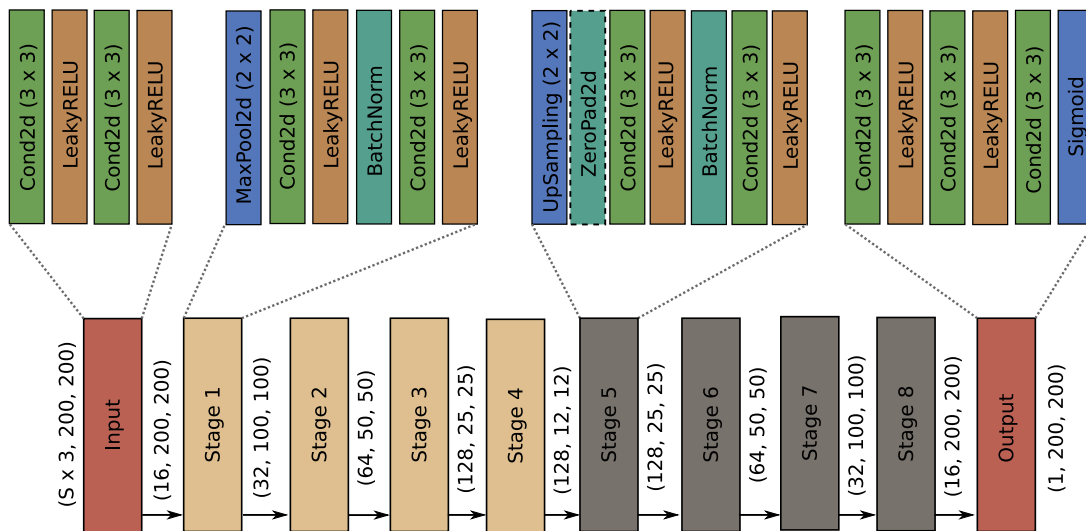 Cond2d (3 x 3)
LeakyRELU
Cond2d (3 x 3)
LeakyRELU
MaxPool2d (2 x 2)
Cond2d (3 x 3)
LeakyRELU
BatchNorm
Cond2d (3 x 3)
LeakyRELU
UpSampling (2 x 2)
ZeroPad2d
Cond2d (3 x 3)
LeakyRELU
BatchNorm
Cond2d (3 x 3)
LeakyRELU
Cond2d (3 x 3)
LeakyRELU
Cond2d (3 x 3)
LeakyRELU
Cond2d (3 x 3)
Sigmoid
(S x 3, 200, 200)
Input
(16, 200, 200)
Stage 1
(32, 100, 100)
Stage 2
(64, 50, 50)
Stage 3
(128, 25, 25)
Stage 4
(128, 12, 12)
Stage 5
(128, 25, 25)
Stage 6
(64, 50, 50)
Stage 7
(32, 100, 100)
Stage 8
(16, 200, 200)
Output
(1, 200, 200)